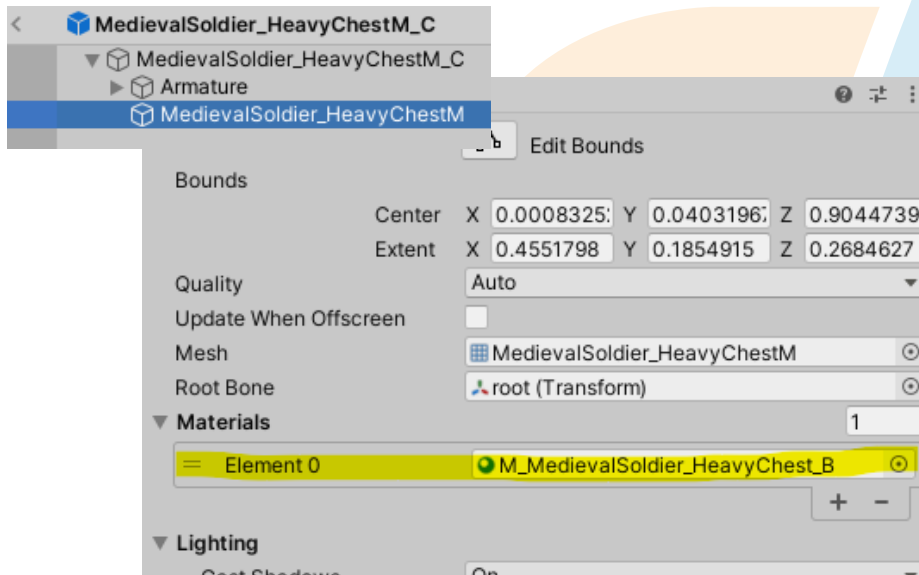 MedievalSoldier_HeavyChestM_C
MedievalSoldier_HeavyChestM_C
Armature
MedievalSoldier_HeavyChestM
Edit Bounds
Bounds
Center X 0.0008325 Y 0.0403196 Z 0.9044739
Extent X 0.4551798 Y 0.1854915 Z 0.2684627
Quality Auto
Update When Offscreen
Mesh MedievalSoldier_HeavyChestM
Root Bone root (Transform)
Materials 1
Element 0 M_MedievalSoldier_HeavyChest_B
+ -
Lighting
Cast Shadows On